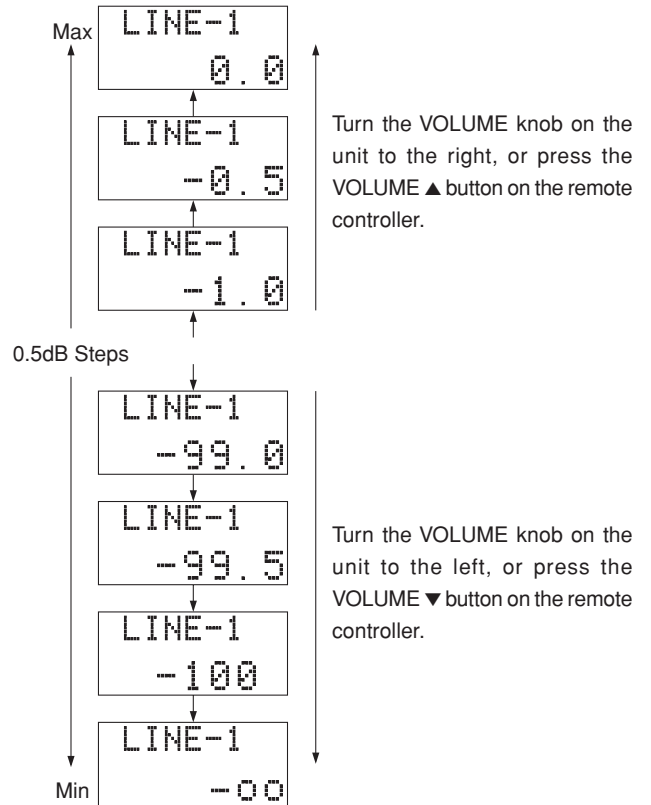 Max
LINE-1
0.0
LINE-1
-0.5
LINE-1
-1.0
Turn the VOLUME knob on the
unit to the right, or press the
VOLUME ▲ button on the remote
controller.
0.5dB Steps
LINE-1
-99.0
LINE-1
-99.5
LINE-1
-100
LINE-1
-oo
Min
Turn the VOLUME knob on the
unit to the left, or press the
VOLUME ▼ button on the remote
controller.